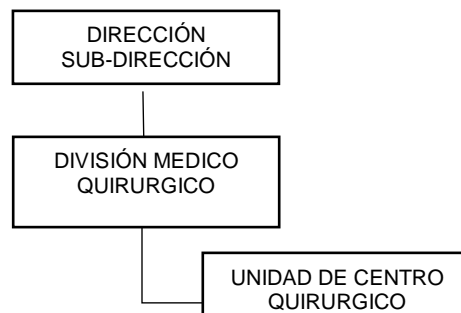 DIRECCIÓN
SUB-DIRECCIÓN
DIVISIÓN MEDICO
QUIRURGICO
UNIDAD DE CENTRO
QUIRURGICO